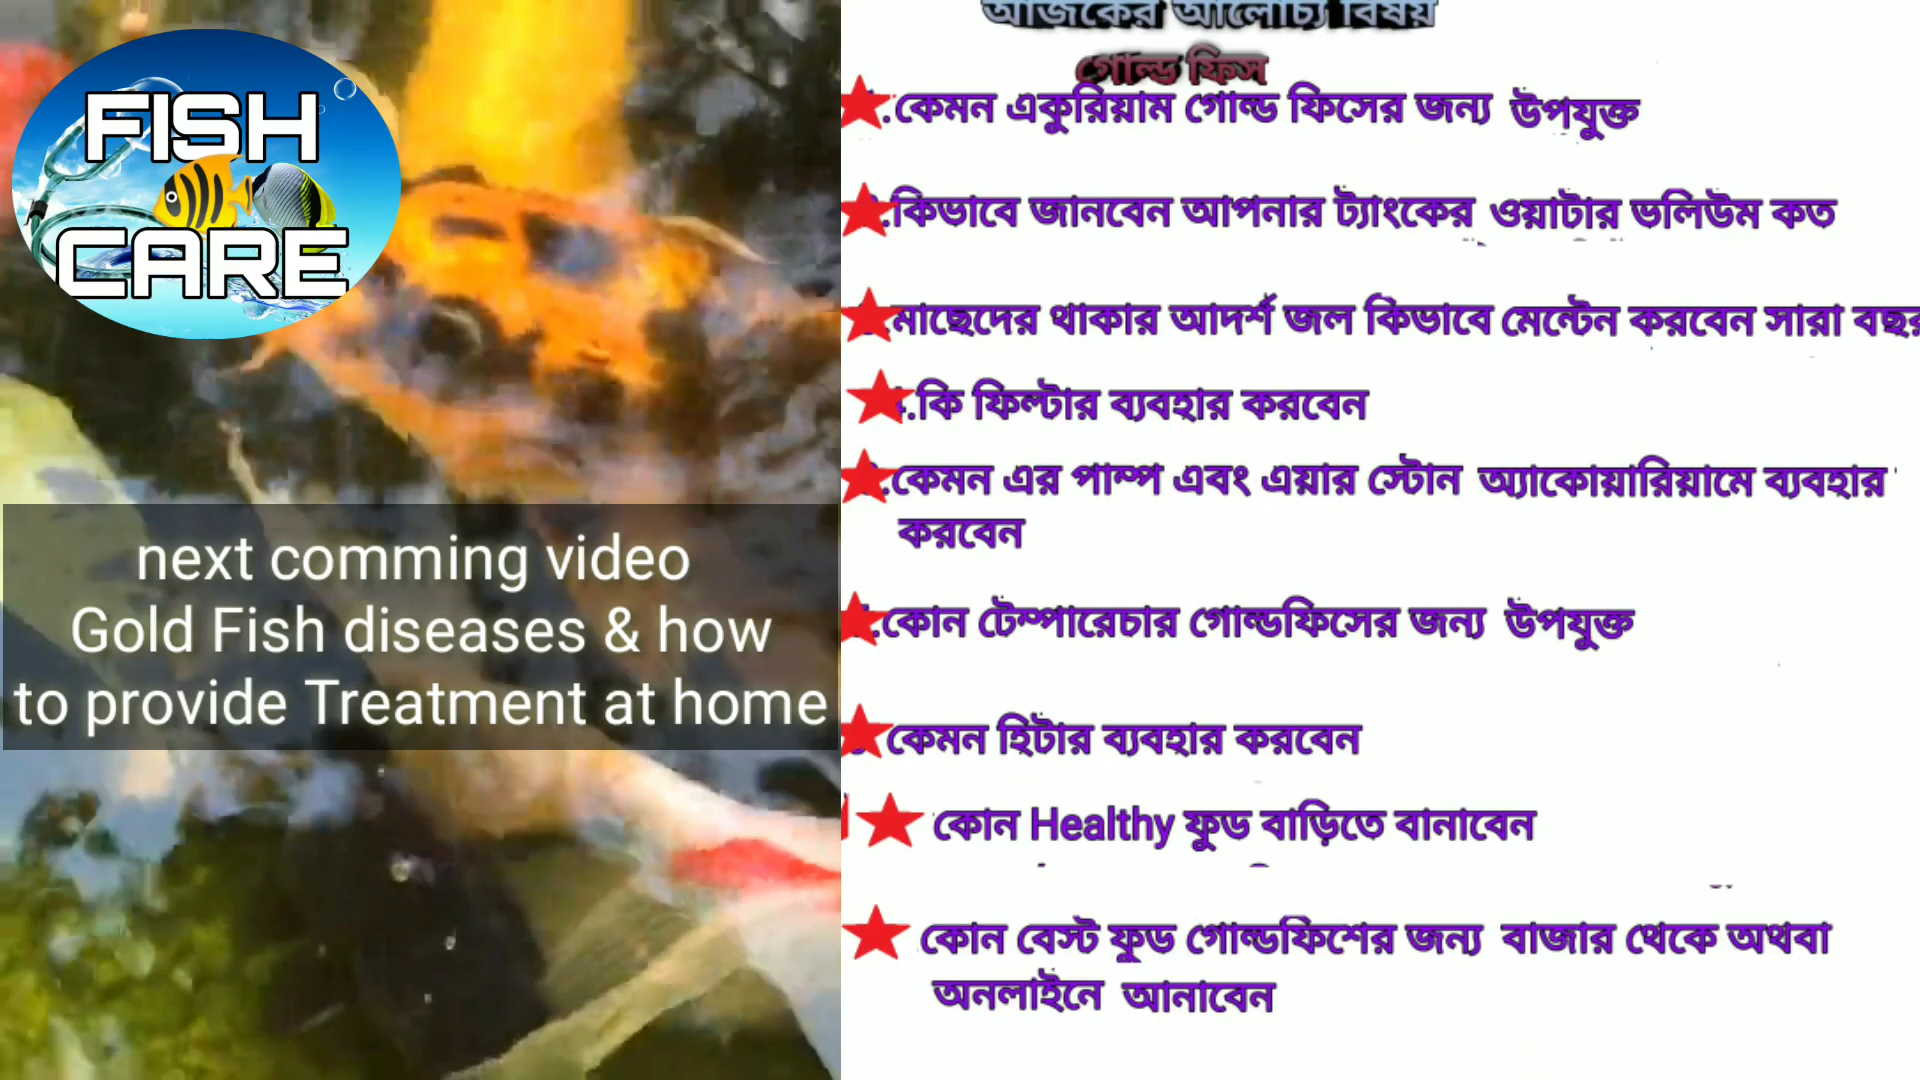 FISH
CARE
next comming video
Gold Fish diseases & how
to provide Treatment at home
আজকের আলোচ্য বিষয়
গোল্ড ফিস
.কেমন একুরিয়াম গোল্ড ফিসের জন্য উপযুক্ত
.কিভাবে জানবেন আপনার ট্যাংকের ওয়াটার ভলিউম কত
.মাছেদের থাকার আদর্শ জল কিভাবে মেন্টেন করবেন সারা বছর
.কি ফিল্টার ব্যবহার করবেন
.কেমন এর পাম্প এবং এয়ার স্টোন অ্যাকোয়ারিয়ামে ব্যবহার
করবেন
.কোন টেম্পারেচার গোল্ডফিসের জন্য উপযুক্ত
কেমন হিটার ব্যবহার করবেন
কোন Healthy ফুড বাড়িতে বানাবেন
কোন বেস্ট ফুড গোল্ডফিশের জন্য বাজার থেকে অথবা
অনলাইনে আনাবেন